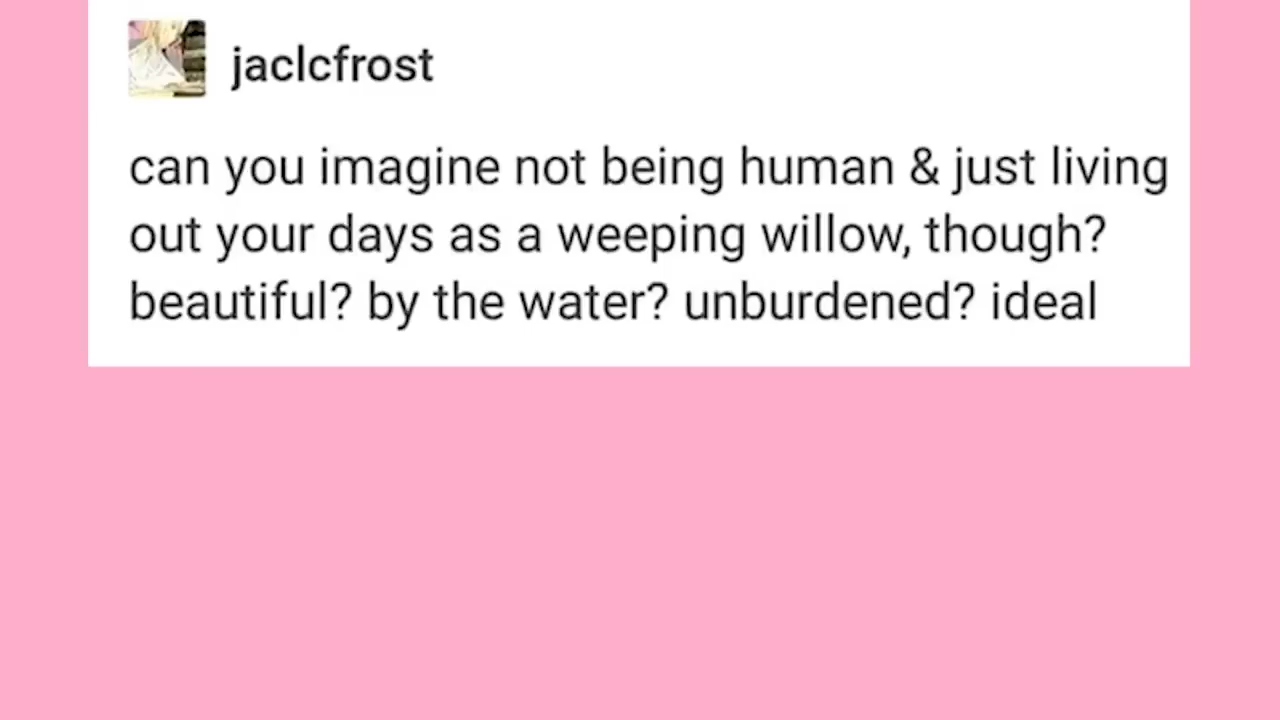 jaclcfrost
can you imagine not being human & just living
out your days as a weeping willow, though?
beautiful? by the water? unburdened? ideal